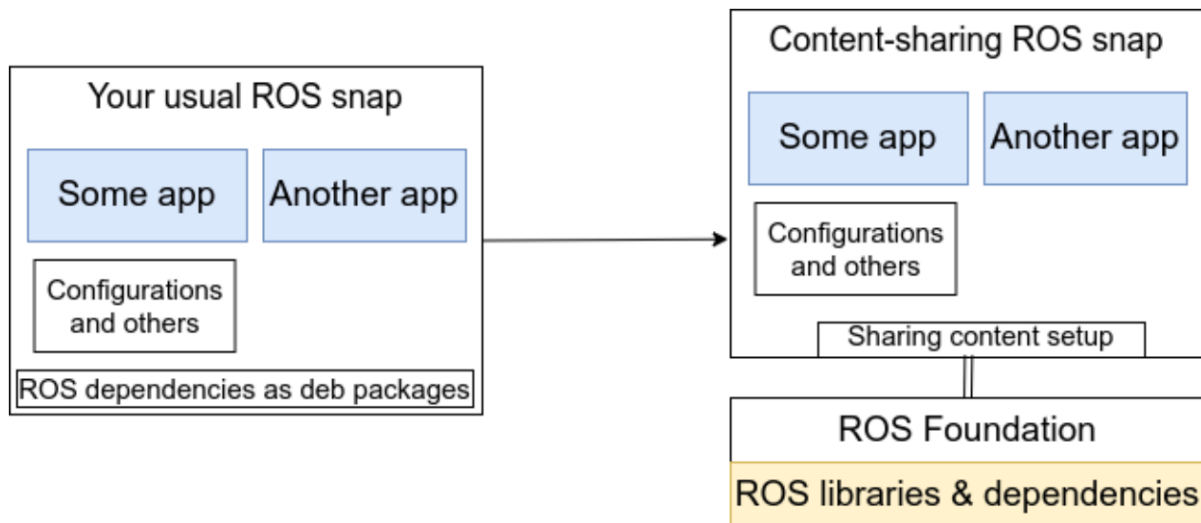 Your usual ROS snap
Some app
Another app
Configurations
and others
ROS dependencies as deb packages
Content-sharing ROS snap
Some app
Another app
Configurations
and others
Sharing content setup
ROS Foundation
ROS libraries & dependencies